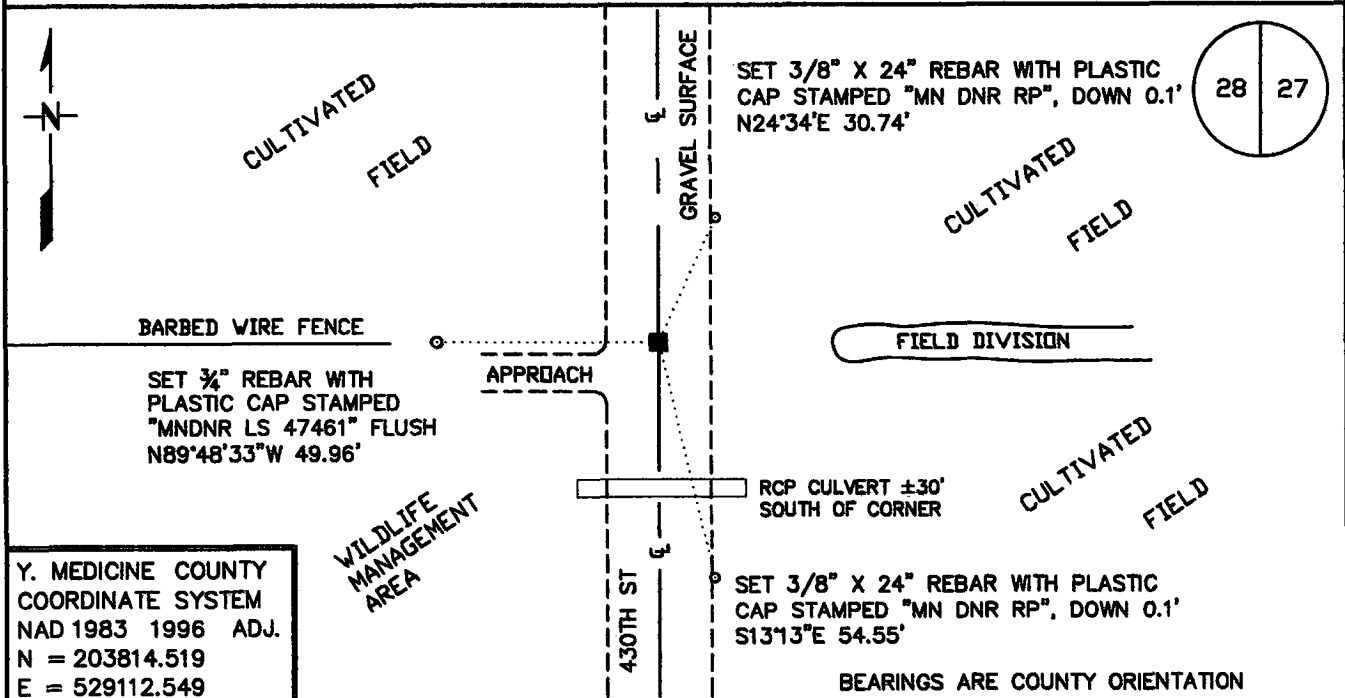 N
CULTIVATED
FIELD
℄
GRAVEL SURFACE
SET 3/8" X 24" REBAR WITH PLASTIC
CAP STAMPED "MN DNR RP", DOWN 0.1'
N24°34'E 30.74'
28 27
CULTIVATED
FIELD
BARBED WIRE FENCE
FIELD DIVISION
APPROACH
SET ¾" REBAR WITH
PLASTIC CAP STAMPED
"MNDNR LS 47461" FLUSH
N89°48'33"W 49.96'
RCP CULVERT ±30'
SOUTH OF CORNER
CULTIVATED
FIELD
WILDLIFE
MANAGEMENT
AREA
℄
430TH ST
SET 3/8" X 24" REBAR WITH PLASTIC
CAP STAMPED "MN DNR RP", DOWN 0.1'
S13°13"E 54.55'
Y. MEDICINE COUNTY
COORDINATE SYSTEM
NAD 1983 1996 ADJ.
N = 203814.519
E = 529112.549
BEARINGS ARE COUNTY ORIENTATION